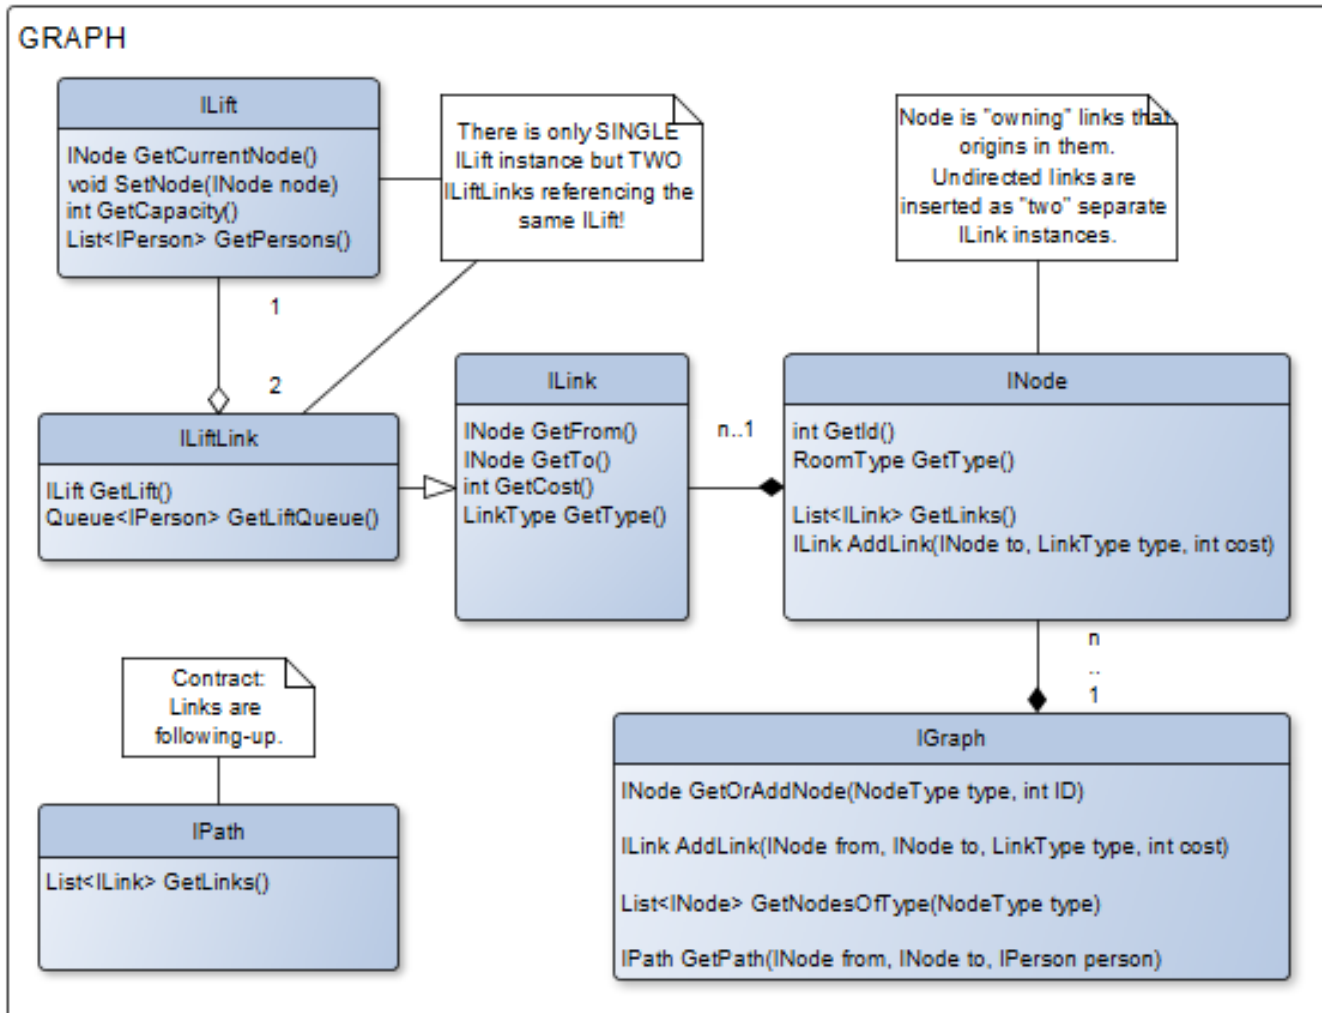 GRAPH
ILift
INode GetCurrentNode()
void SetNode(INode node)
int GetCapacity()
List<IPerson> GetPersons()
There is only SINGLE
ILift instance but TWO
ILiftLinks referencing the
same ILift!
Node is "owning" links that
origins in them.
Undirected links are
inserted as "two" separate
ILink instances.
1
2
ILiftLink
ILift GetLift()
Queue<IPerson> GetLiftQueue()
ILink
INode GetFrom()
INode GetTo()
int GetCost()
LinkType GetType()
n..1
INode
int GetId()
RoomType GetType()
List<ILink> GetLinks()
ILink AddLink(INode to, LinkType type, int cost)
n
..
1
Contract:
Links are
following-up.
IPath
List<ILink> GetLinks()
IGraph
INode GetOrAddNode(NodeType type, int ID)
ILink AddLink(INode from, INode to, LinkType type, int cost)
List<INode> GetNodesOfType(NodeType type)
IPath GetPath(INode from, INode to, IPerson person)